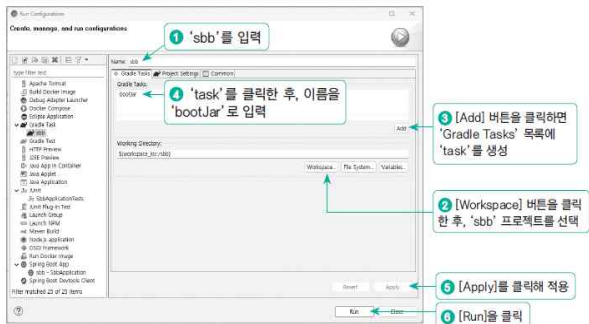 Run Configurations
Create, manage, and run configurations
1 'sbb'를 입력
type filter text
Apache Tomcat
Build Docker Image
Debug Adapter Launcher
Docker Compose
Eclipse Application
Gradle Task
sbb
Gradle Test
HTTP Preview
J2EE Preview
Java App in Container
Java Applet
Java Application
JUnit
SbbApplicationTests
JUnit Plug-in Test
Launch Group
Launch NPM
Maven Build
Node.js application
OSGi Framework
Run Docker Image
Spring Boot App
sbb - SbbApplication
Spring Boot Devtools Client
Filter matched 25 of 25 items
Name: sbb
Gradle Tasks Project Settings Common
Gradle Tasks:
bootJar
4 'task'를 클릭한 후, 이름을
'bootJar'로 입력
Add
3 [Add] 버튼을 클릭하면
'Gradle Tasks' 목록에
'task'를 생성
Working Directory:
${workspace_loc:/sbb}
Workspace... File System... Variables...
2 [Workspace] 버튼을 클릭
한 후, 'sbb' 프로젝트를 선택
Revert Apply
5 [Apply]를 클릭해 적용
Run Close
6 [Run]을 클릭